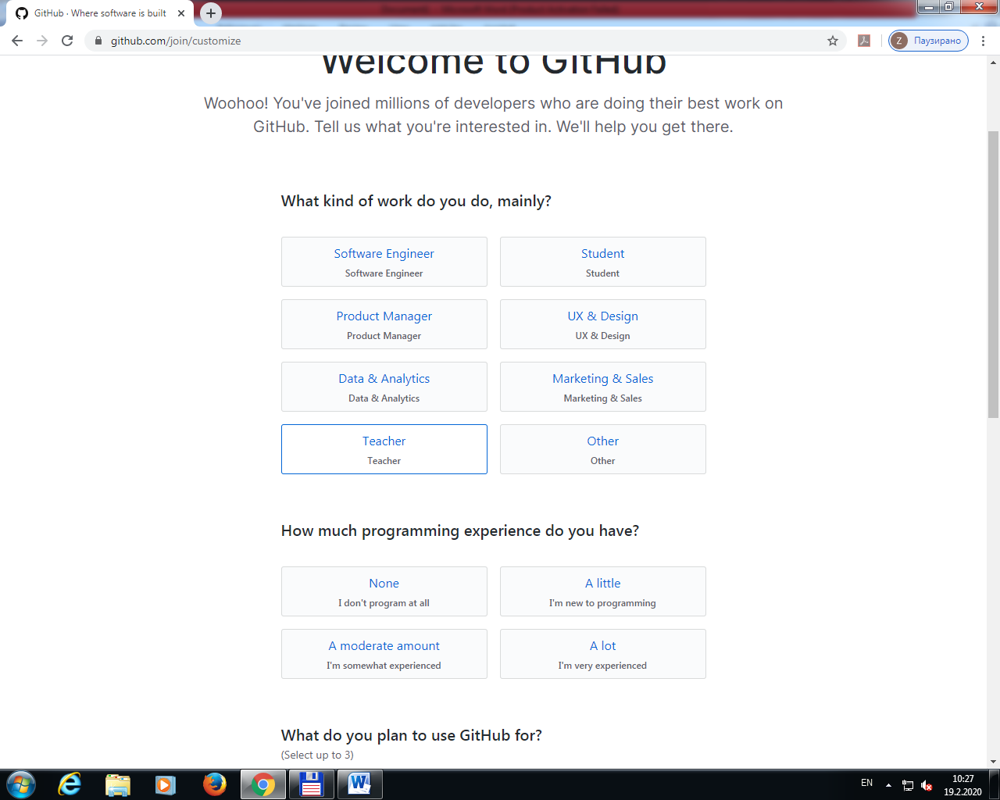 GitHub · Where software is built
github.com/join/customize
Z Паузирано
Welcome to GitHub
Woohoo! You've joined millions of developers who are doing their best work on
GitHub. Tell us what you're interested in. We'll help you get there.
What kind of work do you do, mainly?
Software Engineer
Software Engineer
Student
Student
Product Manager
Product Manager
UX & Design
UX & Design
Data & Analytics
Data & Analytics
Marketing & Sales
Marketing & Sales
Teacher
Teacher
Other
Other
How much programming experience do you have?
None
I don't program at all
A little
I'm new to programming
A moderate amount
I'm somewhat experienced
A lot
I'm very experienced
What do you plan to use GitHub for?
(Select up to 3)
EN
10:27
19.2.2020